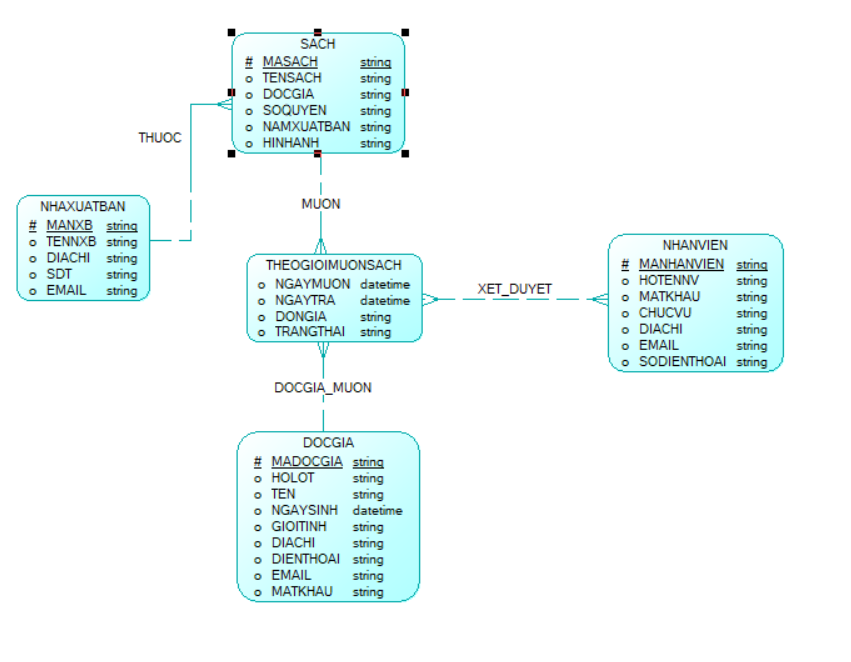 SACH
# MASACH string
o TENSACH string
o DOCGIA string
o SOQUYEN string
o NAMXUATBAN string
o HINHANH string
THUOC
NHAXUATBAN
# MANXB string
o TENNXB string
o DIACHI string
o SDT string
o EMAIL string
MUON
THEOGIOIMUONSACH
o NGAYMUON datetime
o NGAYTRA datetime
o DONGIA string
o TRANGTHAI string
XET_DUYET
NHANVIEN
# MANHANVIEN string
o HOTENNV string
o MATKHAU string
o CHUCVU string
o DIACHI string
o EMAIL string
o SODIENTHOAI string
DOCGIA_MUON
DOCGIA
# MADOCGIA string
o HOLOT string
o TEN string
o NGAYSINH datetime
o GIOITINH string
o DIACHI string
o DIENTHOAI string
o EMAIL string
o MATKHAU string